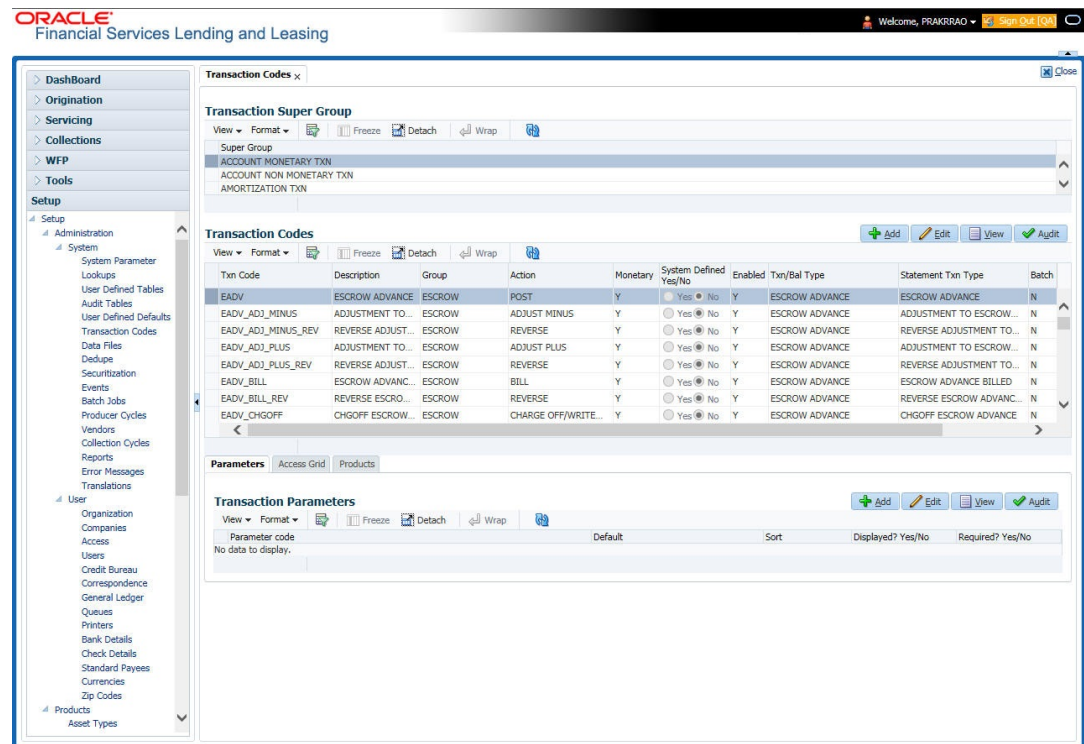 ORACLE
Financial Services Lending and Leasing
Welcome, PRAKRRAO
Sign Out [QA]
DashBoard
Origination
Servicing
Collections
WFP
Tools
Setup
Setup
Administration
System
System Parameter
Lookups
User Defined Tables
Audit Tables
User Defined Defaults
Transaction Codes
Data Files
Dedupe
Securitization
Events
Batch Jobs
Producer Cycles
Vendors
Collection Cycles
Reports
Error Messages
Translations
User
Organization
Companies
Access
Users
Credit Bureau
Correspondence
General Ledger
Queues
Printers
Bank Details
Check Details
Standard Payees
Currencies
Zip Codes
Products
Asset Types
Transaction Codes x
Close
Transaction Super Group
View Format Freeze Detach Wrap
Super Group
ACCOUNT MONETARY TXN
ACCOUNT NON MONETARY TXN
AMORTIZATION TXN
Transaction Codes
Add Edit View Audit
View Format Freeze Detach Wrap
Txn Code Description Group Action Monetary System Defined Yes/No Enabled Txn/Bal Type Statement Txn Type Batch
EADV ESCROW ADVANCE ESCROW POST Y Yes No Y ESCROW ADVANCE ESCROW ADVANCE N
EADV_ADJ_MINUS ADJUSTMENT TO... ESCROW ADJUST MINUS Y Yes No Y ESCROW ADVANCE ADJUSTMENT TO ESCROW... N
EADV_ADJ_MINUS_REV REVERSE ADJUST... ESCROW REVERSE Y Yes No Y ESCROW ADVANCE REVERSE ADJUSTMENT TO... N
EADV_ADJ_PLUS ADJUSTMENT TO... ESCROW ADJUST PLUS Y Yes No Y ESCROW ADVANCE ADJUSTMENT TO ESCROW... N
EADV_ADJ_PLUS_REV REVERSE ADJUST... ESCROW REVERSE Y Yes No Y ESCROW ADVANCE REVERSE ADJUSTMENT TO... N
EADV_BILL ESCROW ADVANC... ESCROW BILL Y Yes No Y ESCROW ADVANCE ESCROW ADVANCE BILLED N
EADV_BILL_REV REVERSE ESCRO... ESCROW REVERSE Y Yes No Y ESCROW ADVANCE REVERSE ESCROW ADVANC... N
EADV_CHGOFF CHGOFF ESCROW... ESCROW CHARGE OFF/WRITE... Y Yes No Y ESCROW ADVANCE CHGOFF ESCROW ADVANCE N
Parameters Access Grid Products
Transaction Parameters
Add Edit View Audit
View Format Freeze Detach Wrap
Parameter code Default Sort Displayed? Yes/No Required? Yes/No
No data to display.